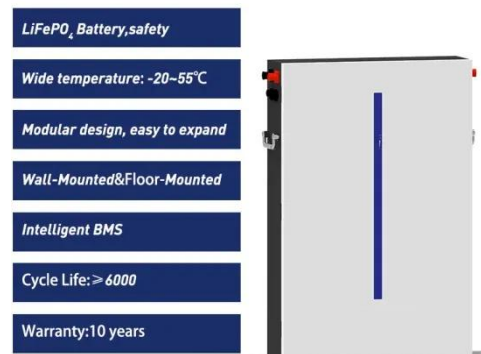 LiFePO₄ Battery,safety
Wide temperature: -20~55℃
Modular design, easy to expand
Wall-Mounted&Floor-Mounted
Intelligent BMS
Cycle Life:≥6000
Warranty:10 years